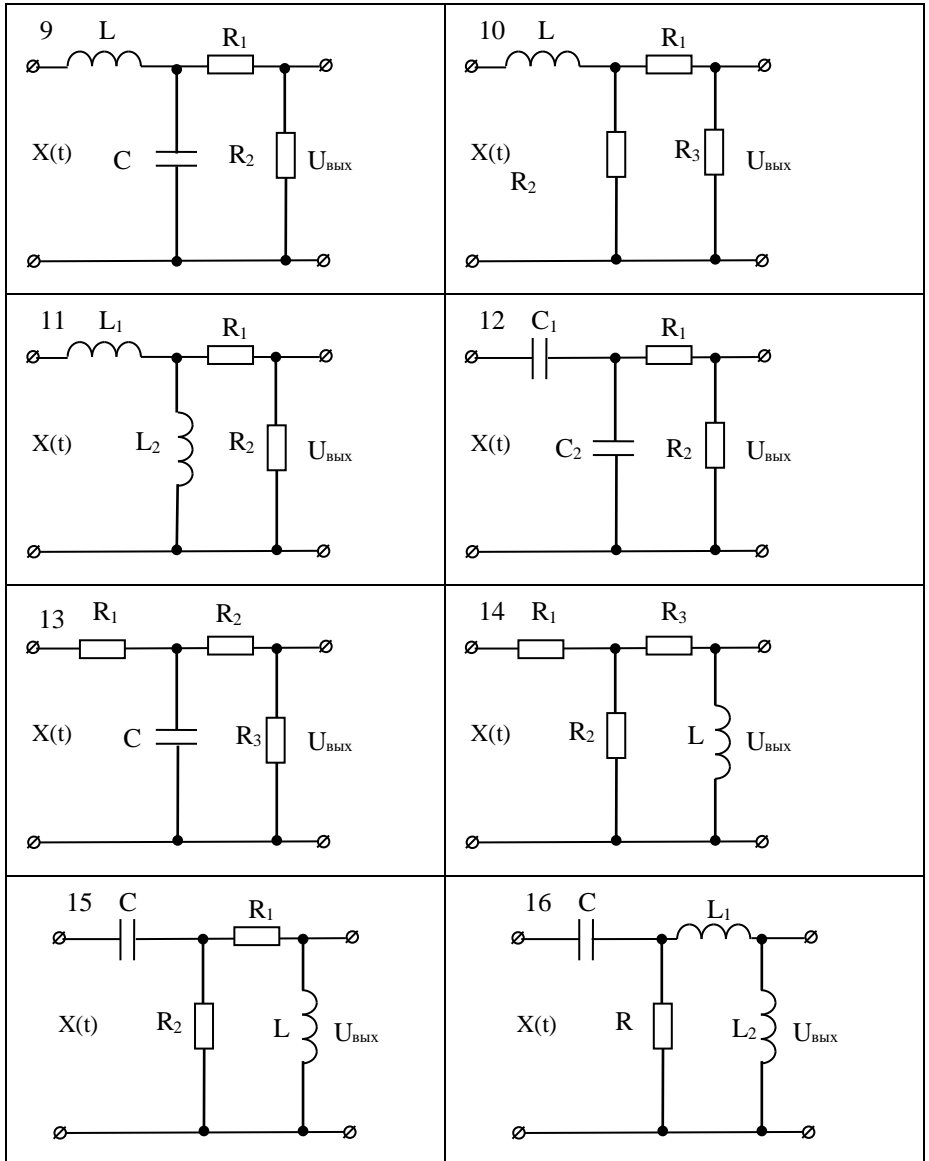 9 L R₁
X(t) C R₂ Uвых
10 L R₁
X(t) R₃ Uвых
R₂
11 L₁ R₁
X(t) L₂ R₂ Uвых
12 C₁ R₁
X(t) C₂ R₂ Uвых
13 R₁ R₂
X(t) C R₃ Uвых
14 R₁ R₃
X(t) R₂ L Uвых
15 C R₁
X(t) R₂ L Uвых
16 C L₁
X(t) R L₂ Uвых